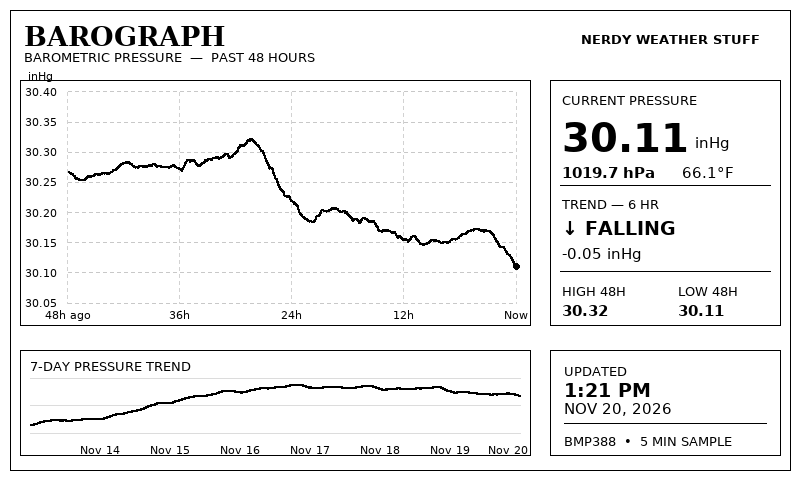 BAROGRAPH
BAROMETRIC PRESSURE — PAST 48 HOURS
NERDY WEATHER STUFF
inHg
30.40
30.35
30.30
30.25
30.20
30.15
30.10
30.05
48h ago 36h 24h 12h Now
CURRENT PRESSURE
30.11 inHg
1019.7 hPa 66.1°F
TREND — 6 HR
↓ FALLING
-0.05 inHg
HIGH 48H LOW 48H
30.32 30.11
7-DAY PRESSURE TREND
Nov 14 Nov 15 Nov 16 Nov 17 Nov 18 Nov 19 Nov 20
UPDATED
1:21 PM
NOV 20, 2026
BMP388 • 5 MIN SAMPLE